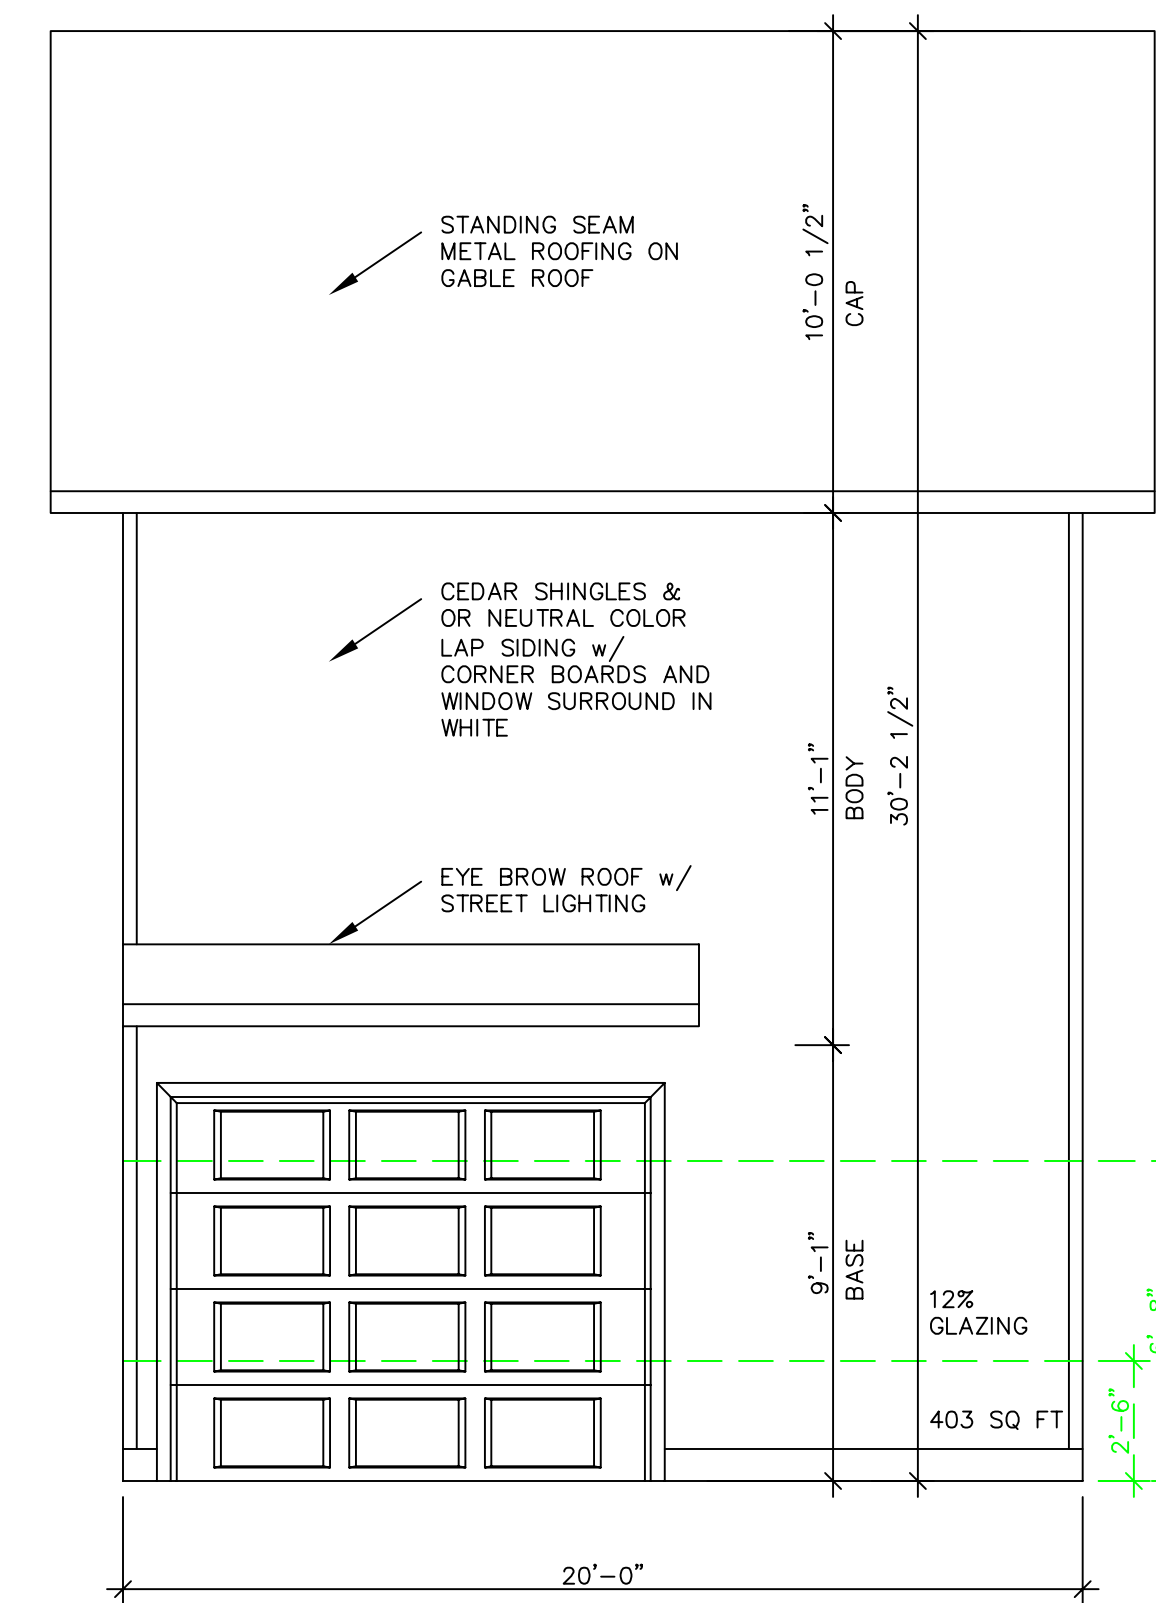 STANDING SEAM
METAL ROOFING ON
GABLE ROOF
10'-0 1/2"
CAP
CEDAR SHINGLES &
OR NEUTRAL COLOR
LAP SIDING w/
CORNER BOARDS AND
WINDOW SURROUND IN
WHITE
11'-1"
BODY
30'-2 1/2"
EYE BROW ROOF w/
STREET LIGHTING
9'-1"
BASE
12%
GLAZING
403 SQ FT
2'-6"
20'-0"